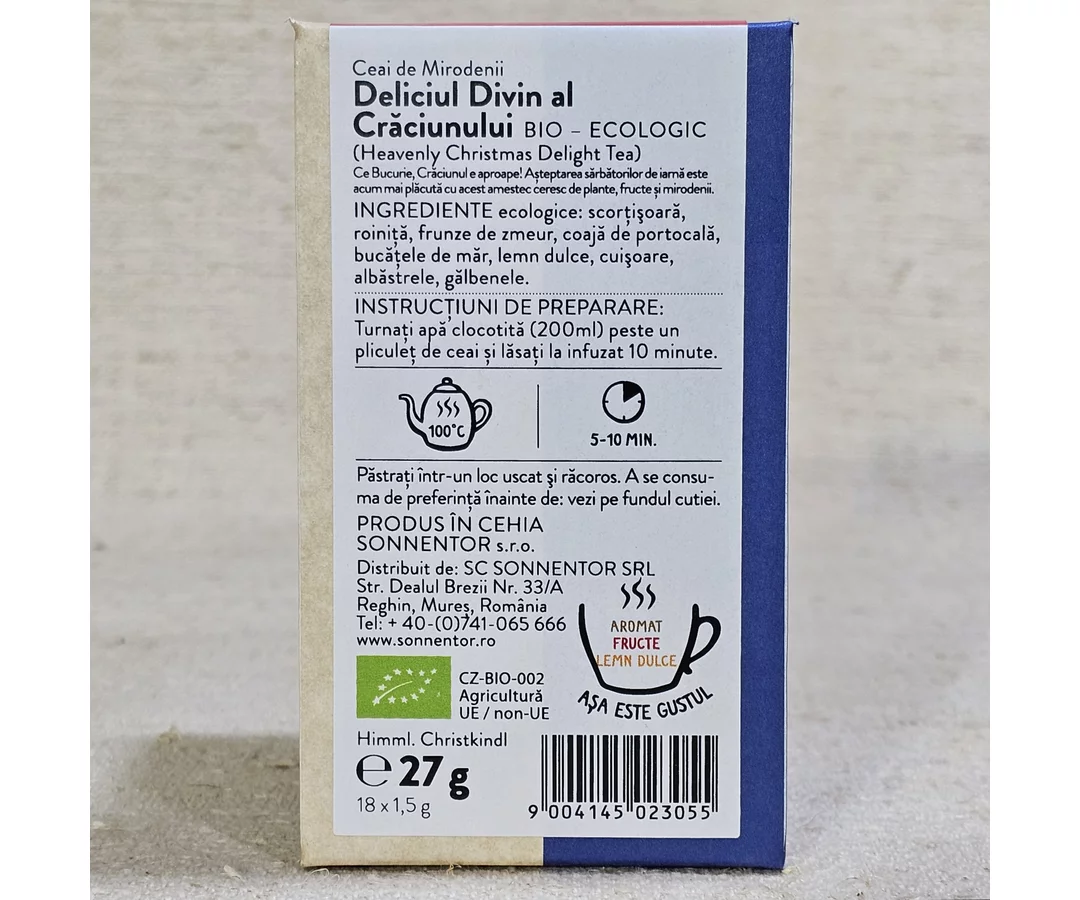 Ceai de Mirodenii
Deliciul Divin al
Crăciunului BIO – ECOLOGIC
(Heavenly Christmas Delight Tea)
Ce Bucurie, Crăciunul e aproape! Așteptarea sărbătorilor de iarnă este
acum mai plăcută cu acest amestec ceresc de plante, fructe și mirodenii.
INGREDIENTE ecologice: scorțișoară,
roiniță, frunze de zmeur, coajă de portocală,
bucățele de măr, lemn dulce, cuișoare,
albăstrele, gălbenele.
INSTRUCȚIUNI DE PREPARARE:
Turnați apă clocotită (200ml) peste un
pliculeț de ceai și lăsați la infuzat 10 minute.
100°C
5-10 MIN.
Păstrați într-un loc uscat și răcoros. A se consu-
ma de preferință înainte de: vezi pe fundul cutiei.
PRODUS ÎN CEHIA
SONNENTOR s.r.o.
Distribuit de: SC SONNENTOR SRL
Str. Dealul Brezii Nr. 33/A
Reghin, Mureș, România
Tel: + 40-(0)741-065 666
www.sonnentor.ro
AROMAT
FRUCTE
LEMN DULCE
AȘA ESTE GUSTUL
CZ-BIO-002
Agricultură
UE / non-UE
Himml. Christkindl
℮ 27 g
18 x 1,5 g
9 004145 023055